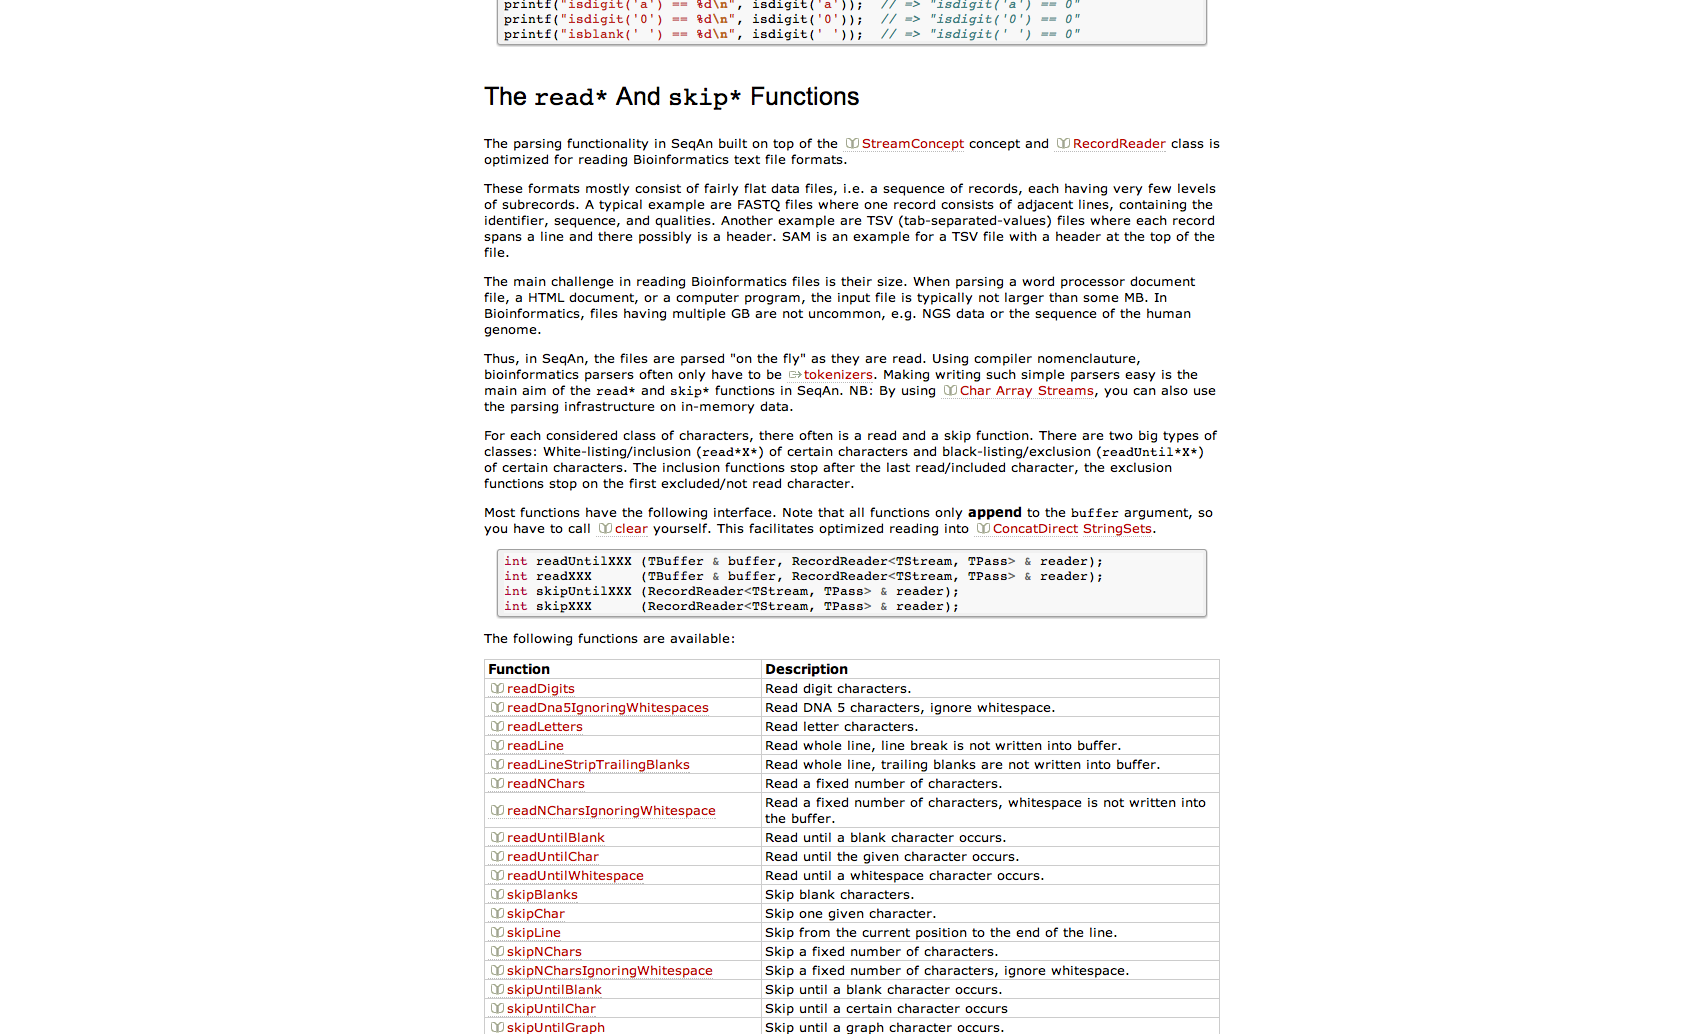 printf("isdigit('a') == %d\n", isdigit('a'));  // => "isdigit('a') == 0"
printf("isdigit('0') == %d\n", isdigit('0'));  // => "isdigit('0') == 0"
printf("isblank(' ') == %d\n", isdigit(' '));  // => "isdigit(' ') == 0"
The read* And skip* Functions
The parsing functionality in SeqAn built on top of the StreamConcept concept and RecordReader class is
optimized for reading Bioinformatics text file formats.
These formats mostly consist of fairly flat data files, i.e. a sequence of records, each having very few levels
of subrecords. A typical example are FASTQ files where one record consists of adjacent lines, containing the
identifier, sequence, and qualities. Another example are TSV (tab-separated-values) files where each record
spans a line and there possibly is a header. SAM is an example for a TSV file with a header at the top of the
file.
The main challenge in reading Bioinformatics files is their size. When parsing a word processor document
file, a HTML document, or a computer program, the input file is typically not larger than some MB. In
Bioinformatics, files having multiple GB are not uncommon, e.g. NGS data or the sequence of the human
genome.
Thus, in SeqAn, the files are parsed "on the fly" as they are read. Using compiler nomenclauture,
bioinformatics parsers often only have to be tokenizers. Making writing such simple parsers easy is the
main aim of the read* and skip* functions in SeqAn. NB: By using Char Array Streams, you can also use
the parsing infrastructure on in-memory data.
For each considered class of characters, there often is a read and a skip function. There are two big types of
classes: White-listing/inclusion (read*X*) of certain characters and black-listing/exclusion (readUntil*X*)
of certain characters. The inclusion functions stop after the last read/included character, the exclusion
functions stop on the first excluded/not read character.
Most functions have the following interface. Note that all functions only append to the buffer argument, so
you have to call clear yourself. This facilitates optimized reading into ConcatDirect StringSets.
int readUntilXXX (TBuffer & buffer, RecordReader<TStream, TPass> & reader);
int readXXX      (TBuffer & buffer, RecordReader<TStream, TPass> & reader);
int skipUntilXXX (RecordReader<TStream, TPass> & reader);
int skipXXX      (RecordReader<TStream, TPass> & reader);
The following functions are available:
Function Description
readDigits Read digit characters.
readDna5IgnoringWhitespaces Read DNA 5 characters, ignore whitespace.
readLetters Read letter characters.
readLine Read whole line, line break is not written into buffer.
readLineStripTrailingBlanks Read whole line, trailing blanks are not written into buffer.
readNChars Read a fixed number of characters.
readNCharsIgnoringWhitespace Read a fixed number of characters, whitespace is not written into
the buffer.
readUntilBlank Read until a blank character occurs.
readUntilChar Read until the given character occurs.
readUntilWhitespace Read until a whitespace character occurs.
skipBlanks Skip blank characters.
skipChar Skip one given character.
skipLine Skip from the current position to the end of the line.
skipNChars Skip a fixed number of characters.
skipNCharsIgnoringWhitespace Skip a fixed number of characters, ignore whitespace.
skipUntilBlank Skip until a blank character occurs.
skipUntilChar Skip until a certain character occurs
skipUntilGraph Skip until a graph character occurs.